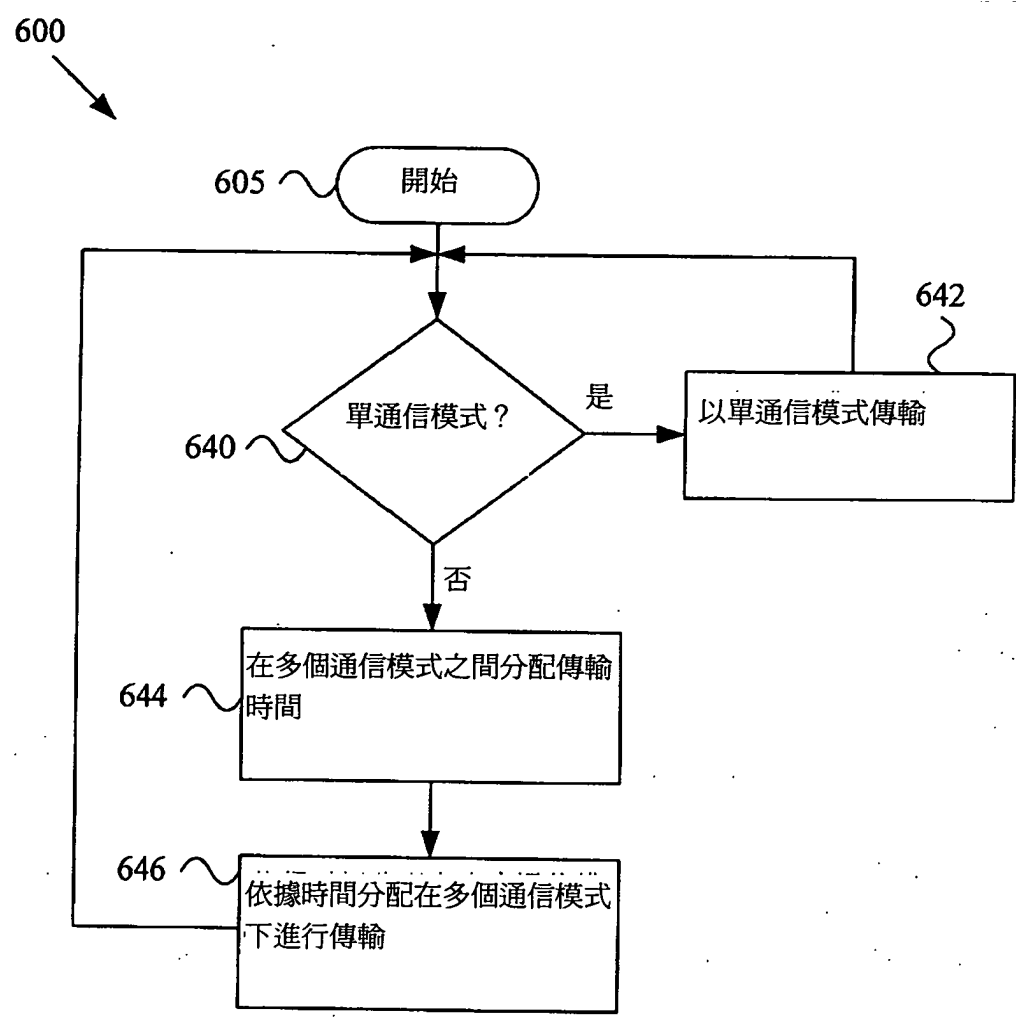 600
605
開始
642
單通信模式？
是
以單通信模式傳輸
640
否
在多個通信模式之間分配傳輸
時間
644
646
依據時間分配在多個通信模式
下進行傳輸